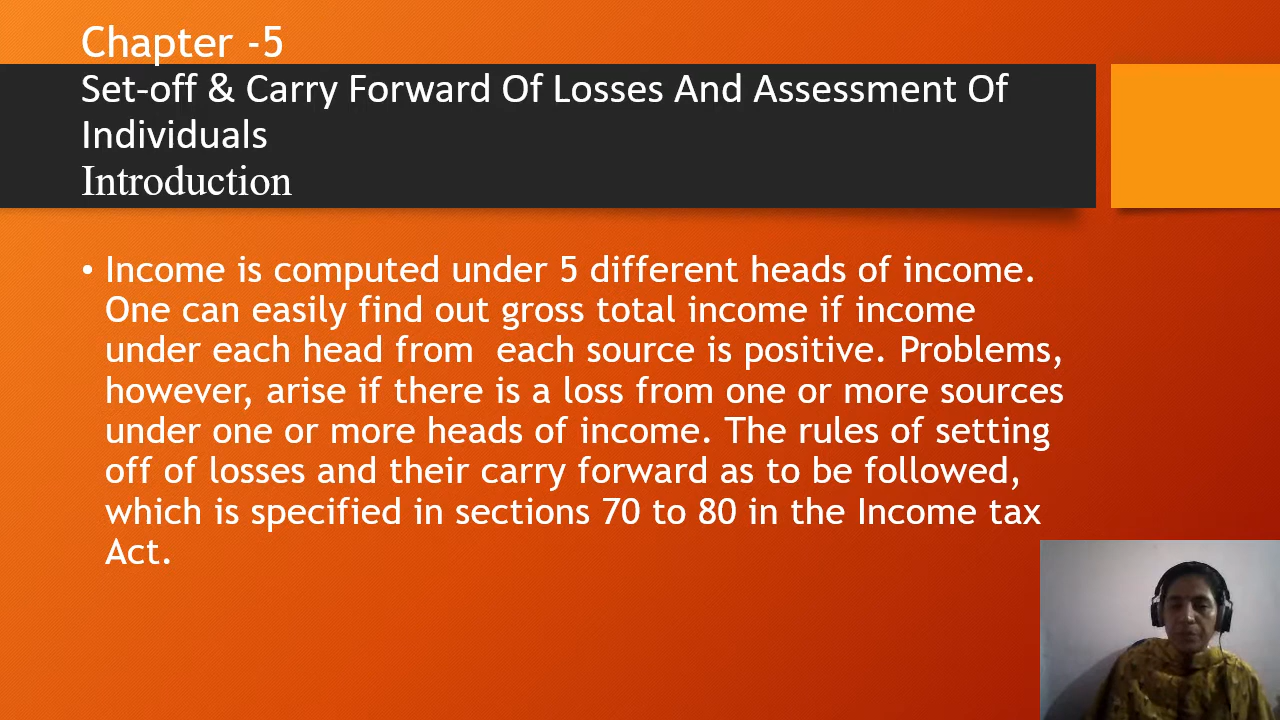 Chapter -5
Set-off & Carry Forward Of Losses And Assessment Of
Individuals
Introduction
• Income is computed under 5 different heads of income.
One can easily find out gross total income if income
under each head from  each source is positive. Problems,
however, arise if there is a loss from one or more sources
under one or more heads of income. The rules of setting
off of losses and their carry forward as to be followed,
which is specified in sections 70 to 80 in the Income tax
Act.